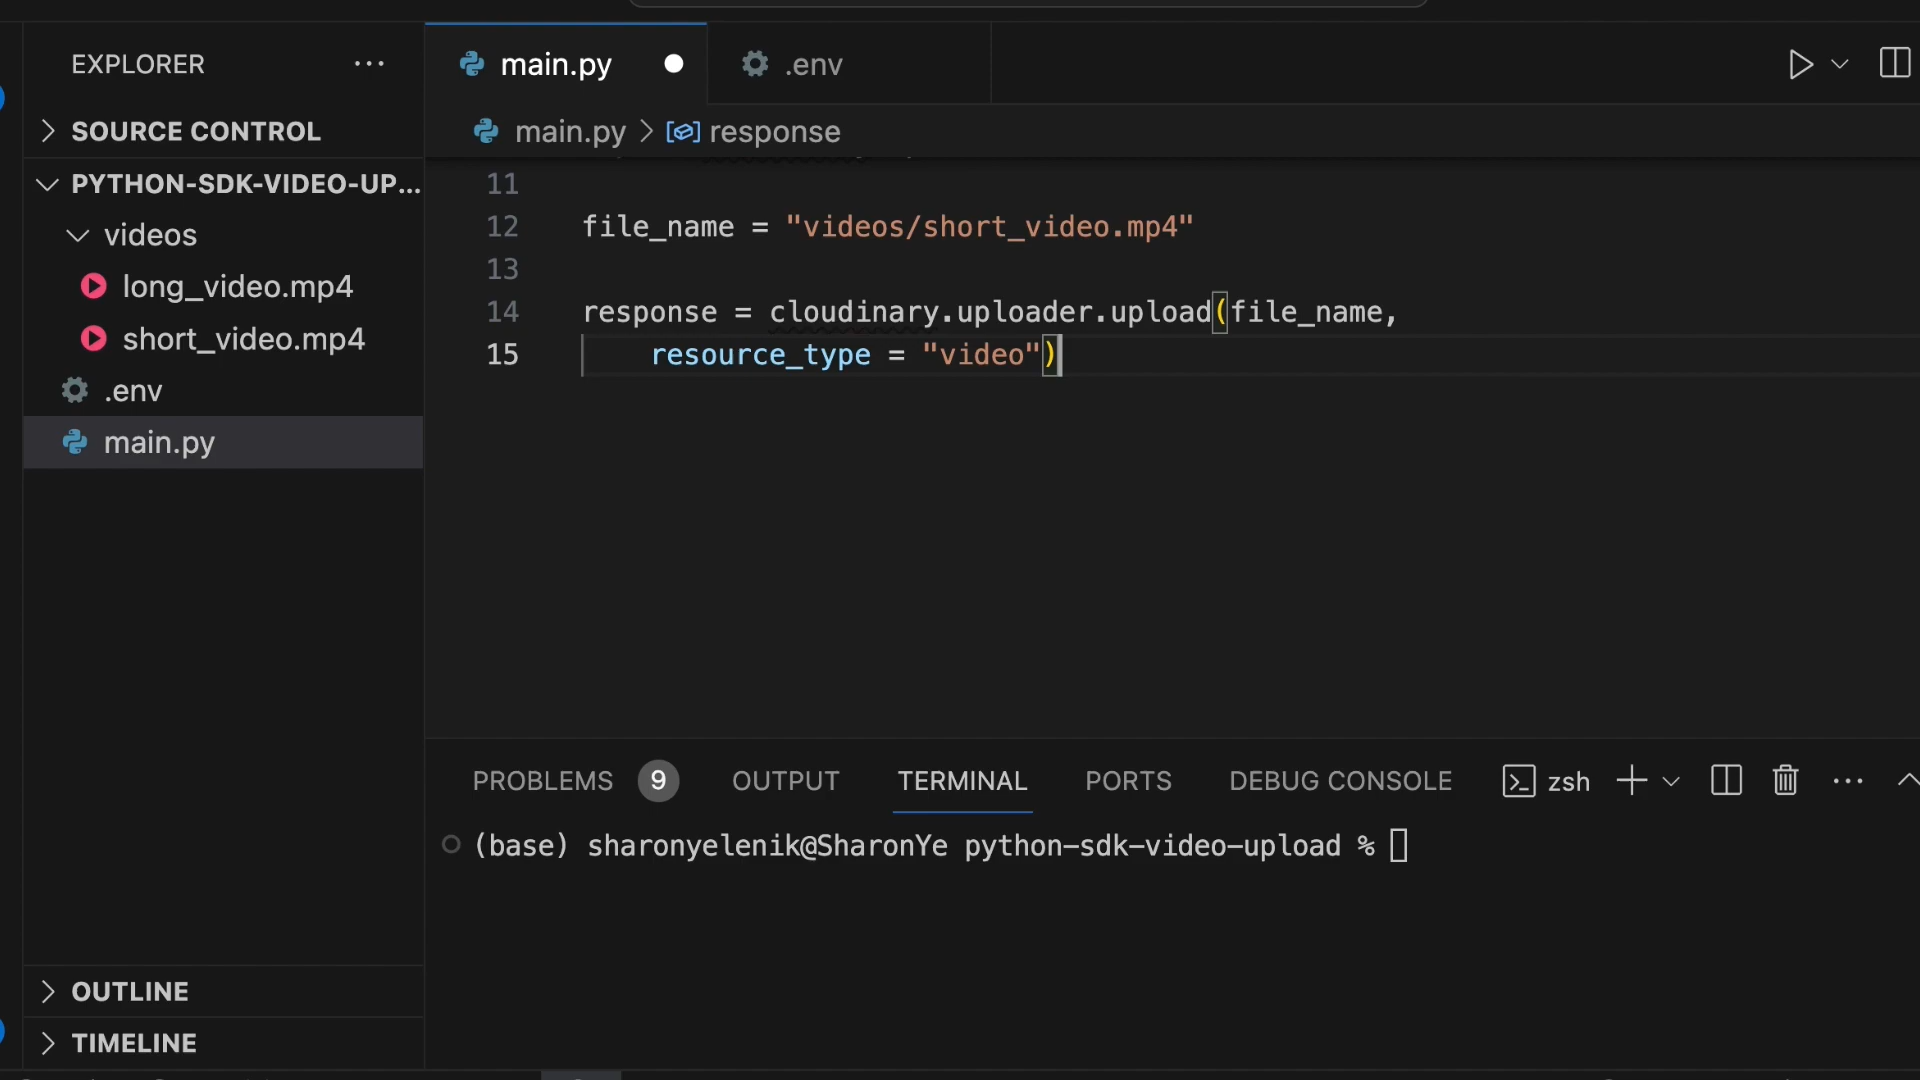 EXPLORER
SOURCE CONTROL
PYTHON-SDK-VIDEO-UP...
videos
long_video.mp4
short_video.mp4
.env
main.py
OUTLINE
TIMELINE
main.py
.env
main.py > response
11
12 file_name = "videos/short_video.mp4"
13
14 response = cloudinary.uploader.upload(file_name,
15 resource_type = "video")
PROBLEMS 9 OUTPUT TERMINAL PORTS DEBUG CONSOLE zsh
(base) sharonyelenik@SharonYe python-sdk-video-upload %